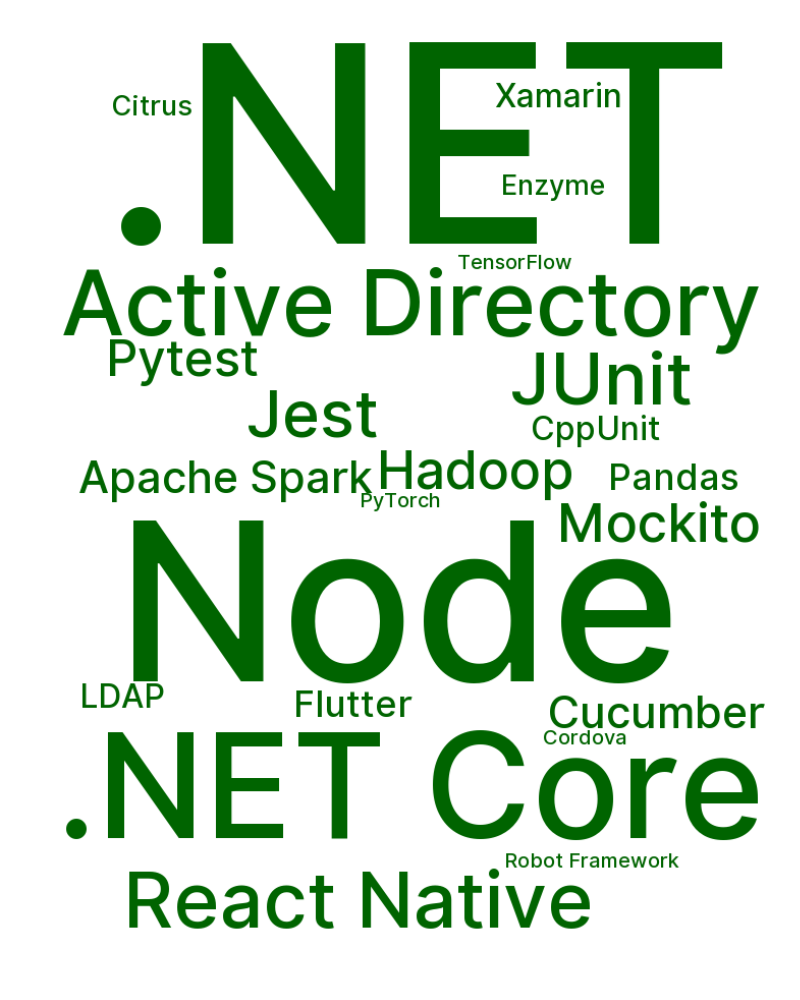 .NET
Citrus
Xamarin
Enzyme
TensorFlow
Active Directory
Pytest
JUnit
Jest
CppUnit
Apache Spark
Hadoop
Pandas
PyTorch
Mockito
Node
LDAP
Flutter
Cucumber
Cordova
.NET Core
Robot Framework
React Native